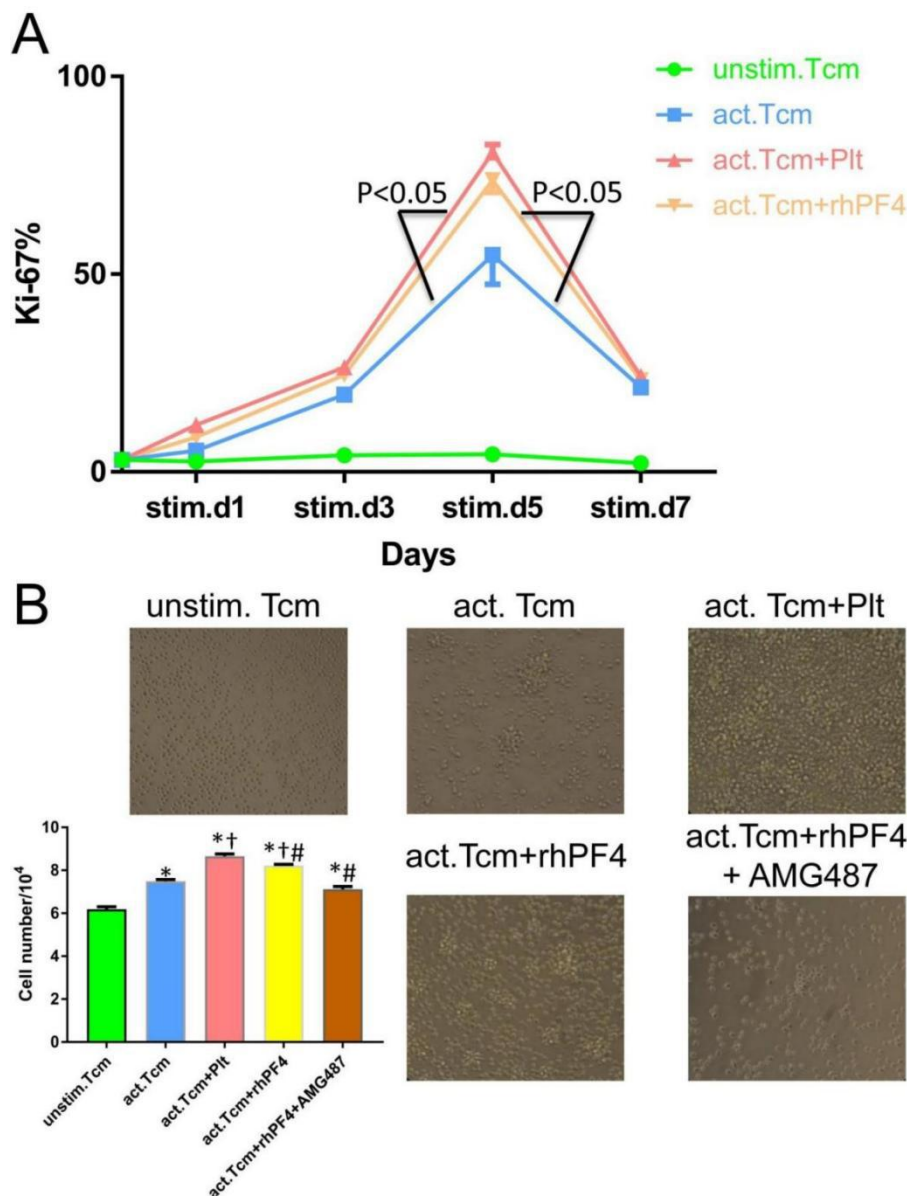 A
100
50
0
Ki-67%
unstim.Tcm
act.Tcm
act.Tcm+Plt
act.Tcm+rhPF4
P<0.05 P<0.05
stim.d1 stim.d3 stim.d5 stim.d7
Days
B
unstim. Tcm
act. Tcm
act. Tcm+Plt
act.Tcm+rhPF4
act.Tcm+rhPF4
+ AMG487
Cell number/10⁴
10
8
6
4
2
0
* *† *†# *#
unstim.Tcm
act.Tcm
act.Tcm+Plt
act.Tcm+rhPF4
act.Tcm+rhPF4+AMG487